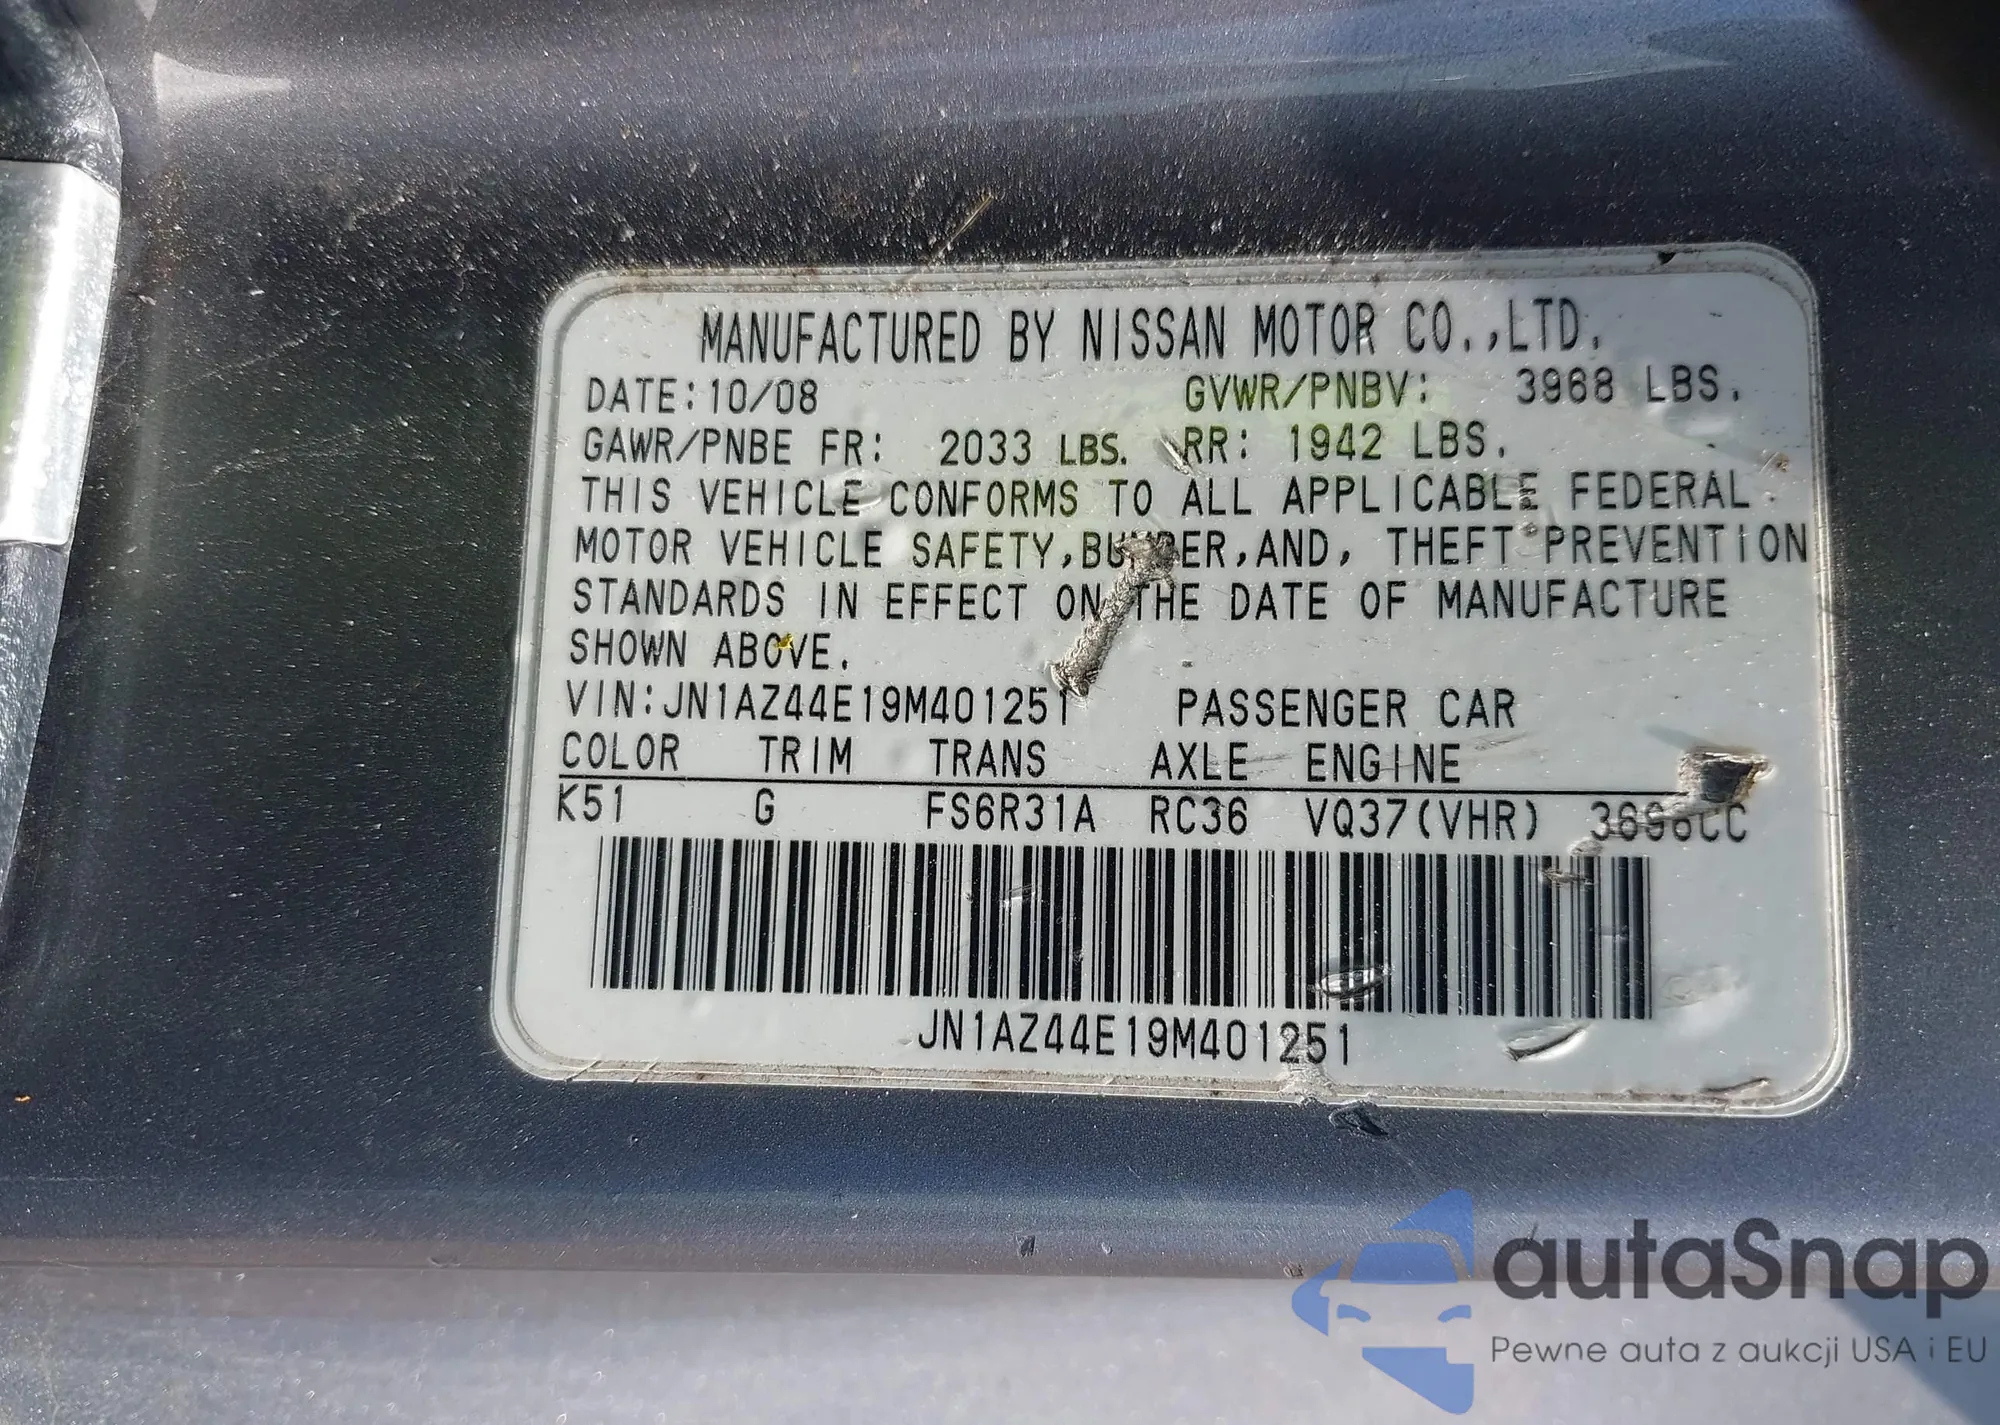 MANUFACTURED BY NISSAN MOTOR CO.,LTD.
DATE:10/08 GVWR/PNBV: 3968 LBS.
GAWR/PNBE FR: 2033 LBS. RR: 1942 LBS.
THIS VEHICLE CONFORMS TO ALL APPLICABLE FEDERAL
MOTOR VEHICLE SAFETY,BUMPER,AND, THEFT PREVENTION
STANDARDS IN EFFECT ON THE DATE OF MANUFACTURE
SHOWN ABOVE.
VIN:JN1AZ44E19M401251 PASSENGER CAR
COLOR TRIM TRANS AXLE ENGINE
K51 G FS6R31A RC36 VQ37(VHR) 3696CC
JN1AZ44E19M401251
autaSnap
Pewne auta z aukcji USA i EU